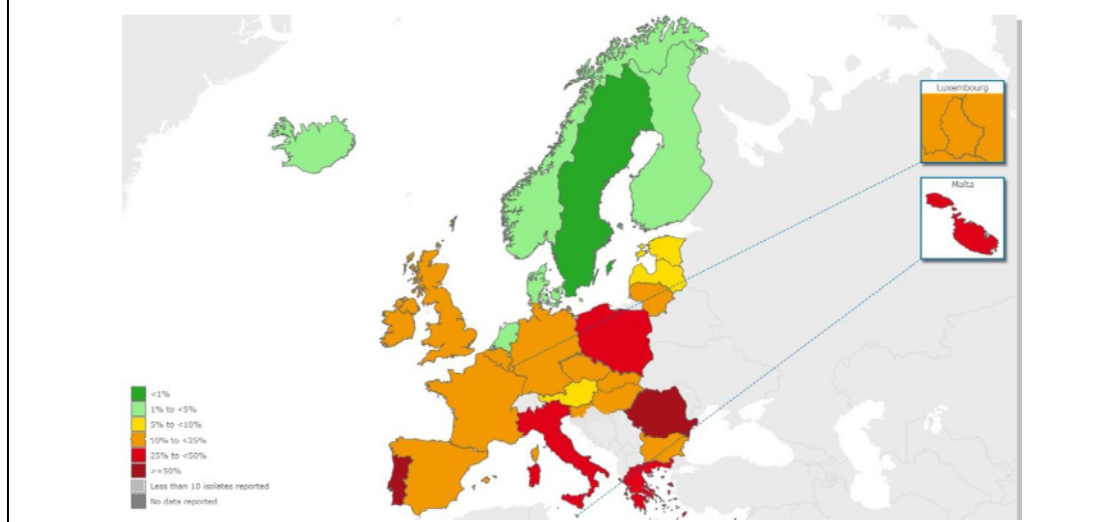 Luxembourg
Malta
<1%
1% to <5%
5% to <10%
10% to <25%
25% to <50%
>=50%
Less than 10 isolates reported
No data reported